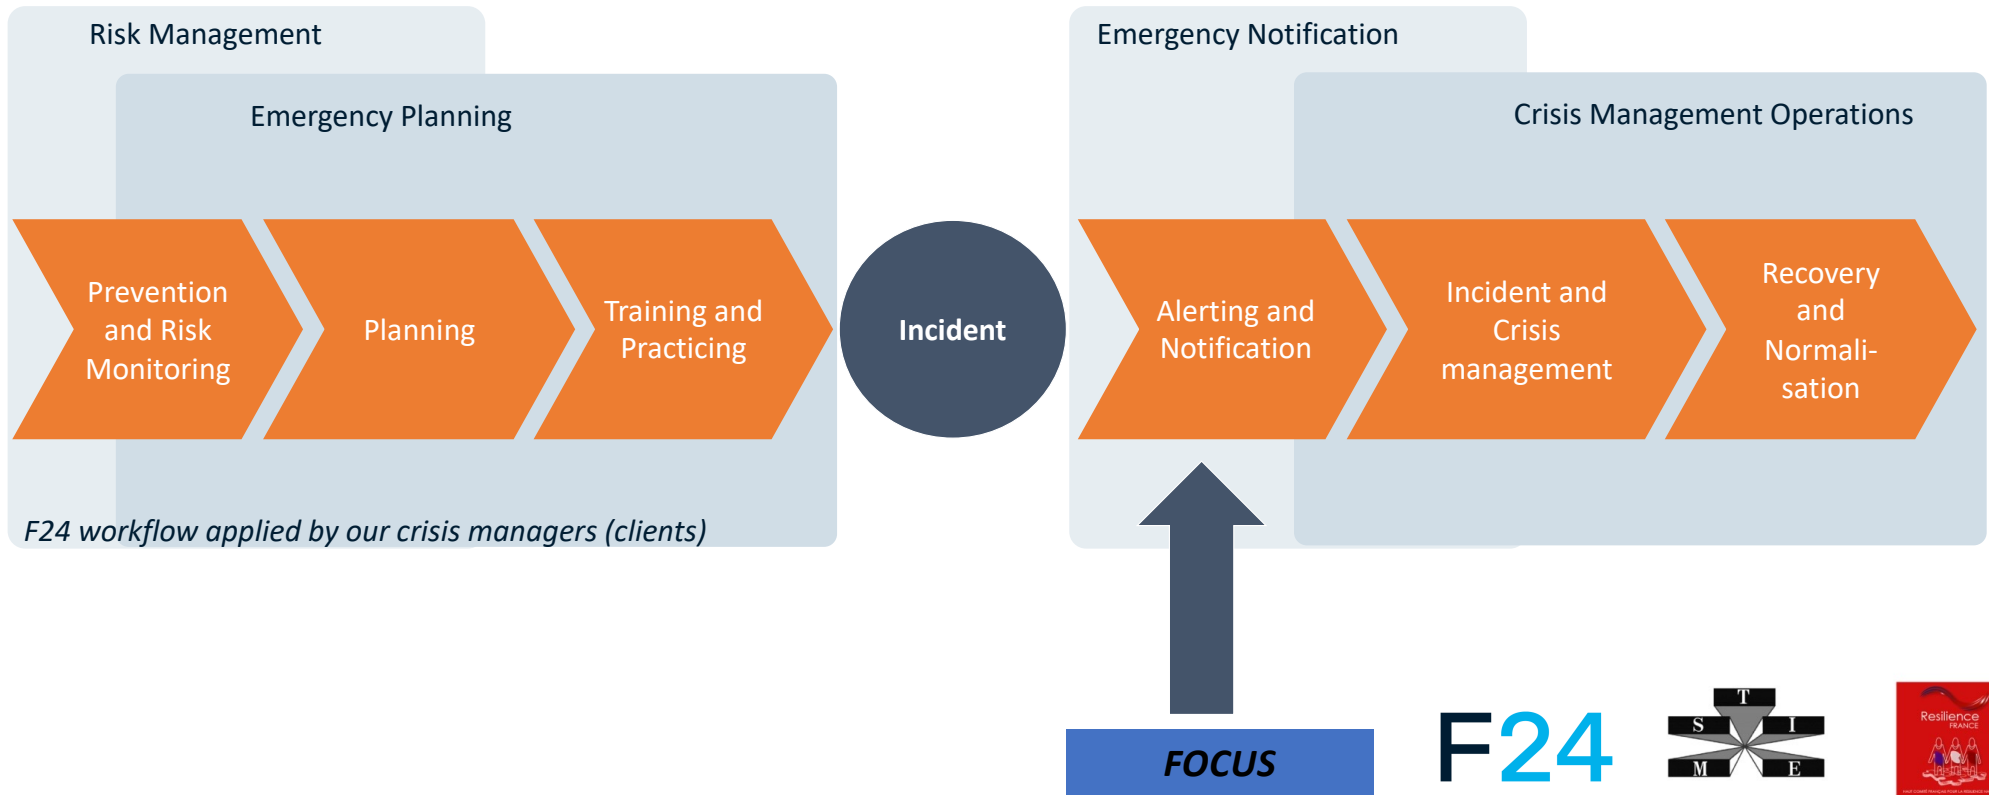 Risk Management
Emergency Planning
Prevention
and Risk
Monitoring
Planning
Training and
Practicing
Incident
Emergency Notification
Crisis Management Operations
Alerting and
Notification
Incident and
Crisis
management
Recovery
and
Normali-
sation
F24 workflow applied by our crisis managers (clients)
FOCUS
F24
T
S I
M E
Resilience
FRANCE